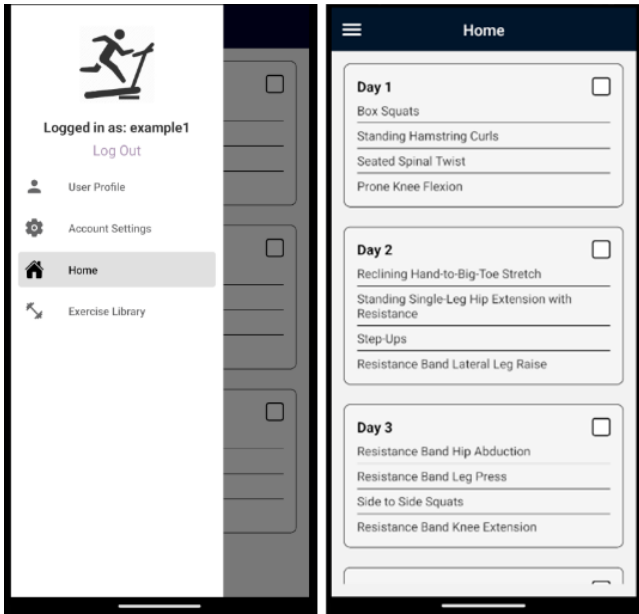 Logged in as: example1
Log Out
User Profile
Account Settings
Home
Exercise Library
Home
Day 1
Box Squats
Standing Hamstring Curls
Seated Spinal Twist
Prone Knee Flexion
Day 2
Reclining Hand-to-Big-Toe Stretch
Standing Single-Leg Hip Extension with
Resistance
Step-Ups
Resistance Band Lateral Leg Raise
Day 3
Resistance Band Hip Abduction
Resistance Band Leg Press
Side to Side Squats
Resistance Band Knee Extension